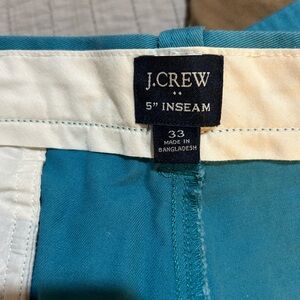 J.CREW
5" INSEAM
33
MADE IN
BANGLADESH